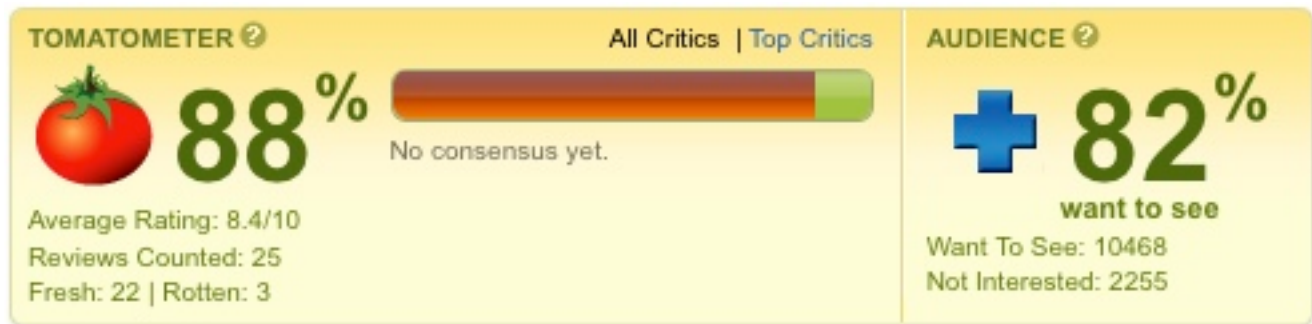 TOMATOMETER ?
All Critics | Top Critics
88%
No consensus yet.
Average Rating: 8.4/10
Reviews Counted: 25
Fresh: 22 | Rotten: 3
AUDIENCE ?
82%
want to see
Want To See: 10468
Not Interested: 2255